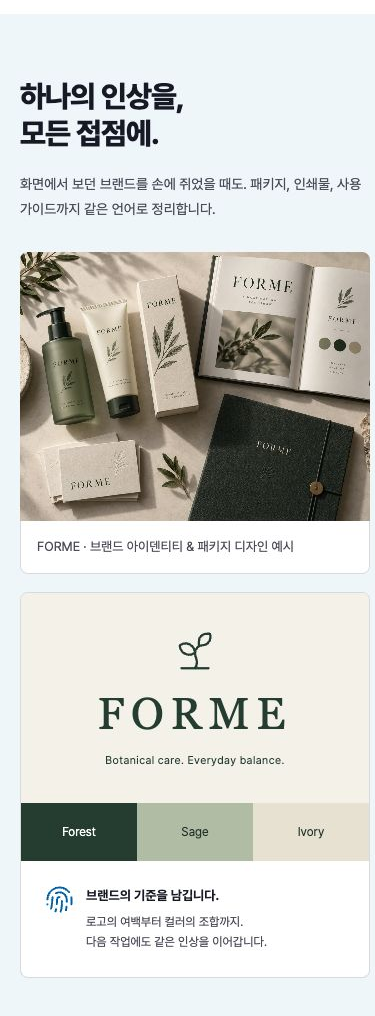 하나의 인상을,
모든 접점에.
화면에서 보던 브랜드를 손에 쥐었을 때도. 패키지, 인쇄물, 사용
가이드까지 같은 언어로 정리합니다.
FORME
FORME
FORME
FORME
FORME
FORME
FORME
FORME · 브랜드 아이덴티티 & 패키지 디자인 예시
FORME
Botanical care. Everyday balance.
Forest
Sage
Ivory
브랜드의 기준을 남깁니다.
로고의 여백부터 컬러의 조합까지.
다음 작업에도 같은 인상을 이어갑니다.